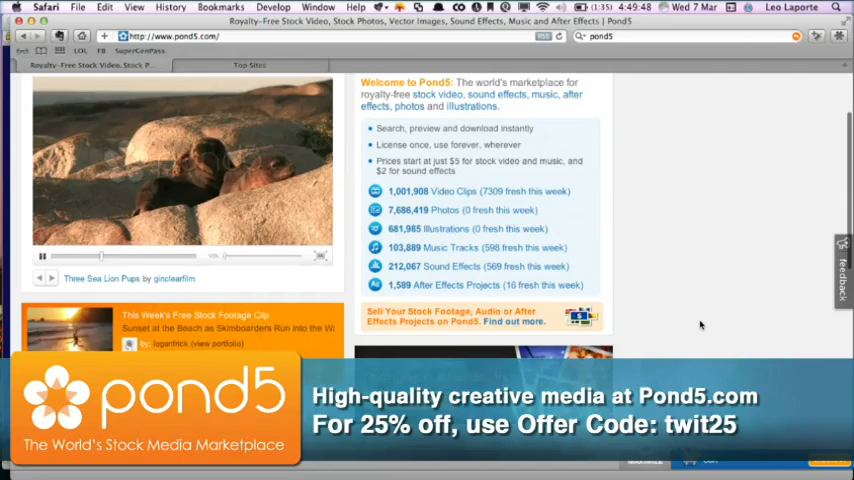 Safari File Edit View History Bookmarks Develop Window Help
(1:35) 4:49:48 Wed 7 Mar Leo Laporte
Royalty-Free Stock Video, Stock Photos, Vector Images, Sound Effects, Music and After Effects | Pond5
http://www.pond5.com/ RSS pond5
LOL FB SuperGenPass
Royalty-Free Stock Video, Stock P... Top Sites
Welcome to Pond5: The world's marketplace for
royalty-free stock video, sound effects, music, after
effects, photos and illustrations.
Search, preview and download instantly
License once, use forever, wherever
Prices start at just $5 for stock video and music, and
$2 for sound effects
1,001,908 Video Clips (7309 fresh this week)
7,686,419 Photos (0 fresh this week)
681,985 Illustrations (0 fresh this week)
103,889 Music Tracks (598 fresh this week)
212,067 Sound Effects (569 fresh this week)
Ae 1,589 After Effects Projects (16 fresh this week)
feedback
Three Sea Lion Pups by ginclearfilm
This Week's Free Stock Footage Clip
Sunset at the Beach as Skimboarders Run into the Wa
by: loganfrick (view portfolio)
Sell Your Stock Footage, Audio or After
Effects Projects on Pond5. Find out more.
pond5
The World's Stock Media Marketplace
High-quality creative media at Pond5.com
For 25% off, use Offer Code: twit25